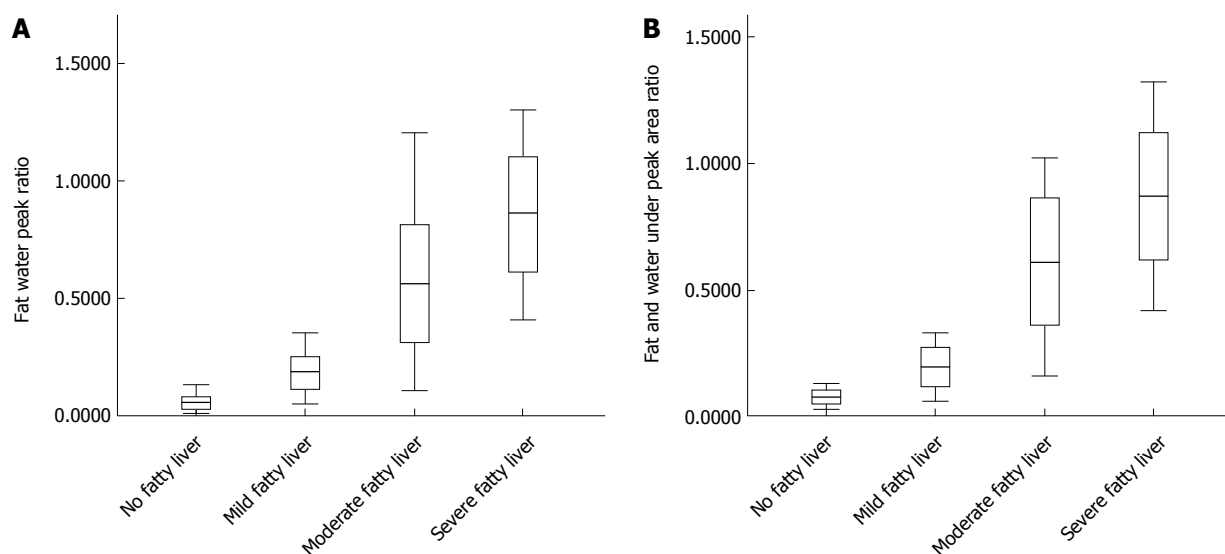 A
Fat water peak ratio
1.5000
1.0000
0.5000
0.0000
No fatty liver
Mild fatty liver
Moderate fatty liver
Severe fatty liver
B
Fat and water under peak area ratio
1.5000
1.0000
0.5000
0.0000
No fatty liver
Mild fatty liver
Moderate fatty liver
Severe fatty liver